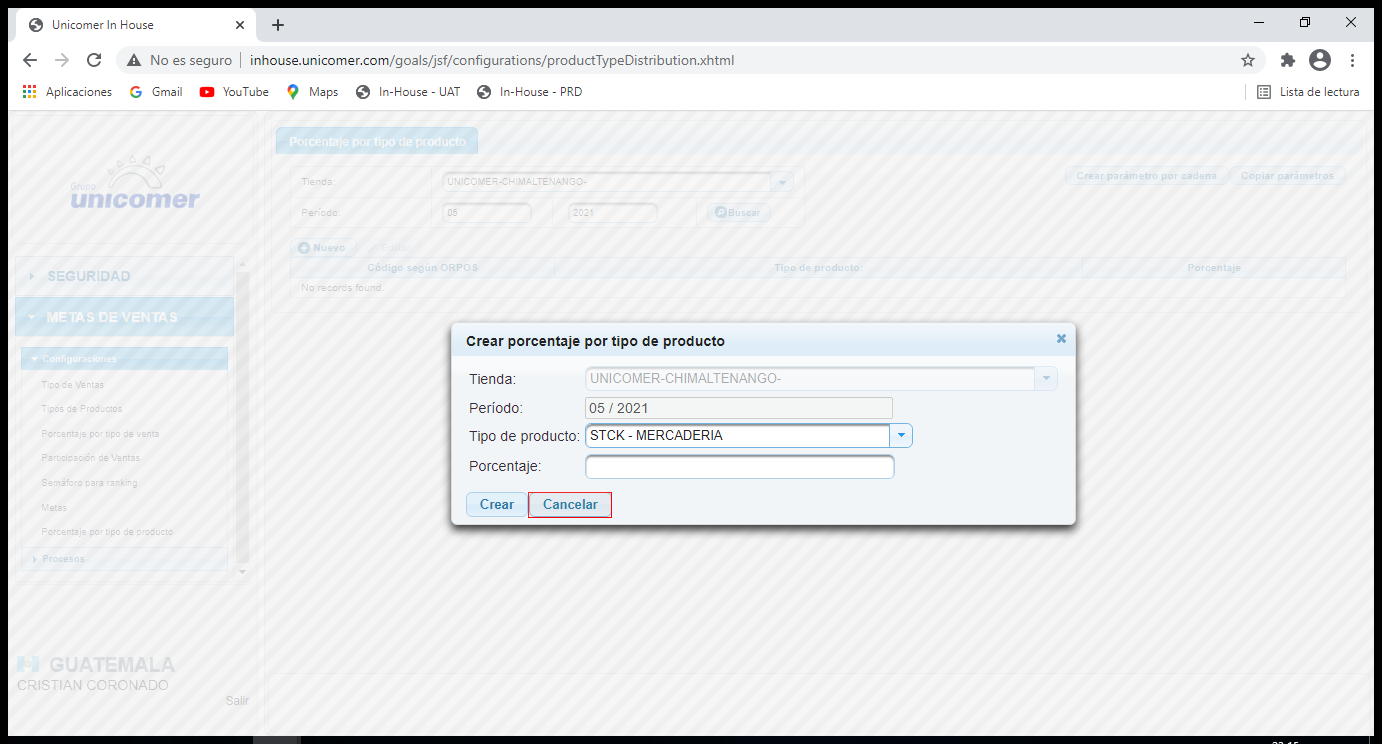 Unicomer In House
No es seguro inhouse.unicomer.com/goals/jsf/configurations/productTypeDistribution.xhtml
Aplicaciones Gmail YouTube Maps In-House - UAT In-House - PRD Lista de lectura
Grupo
unicomer
SEGURIDAD
METAS DE VENTAS
Configuraciones
Tipo de Ventas
Tipos de Productos
Porcentaje por tipo de venta
Participación de Ventas
Semáforo para ranking
Metas
Porcentaje por tipo de producto
Procesos
GUATEMALA
CRISTIAN CORONADO
Salir
Porcentaje por tipo de producto
Tienda: UNICOMER-CHIMALTENANGO- Crear parámetro por cadena Copiar parámetros
Período: 05 2021 Buscar
Nuevo Editar
Código según ORPOS Tipo de producto: Porcentaje
No records found.
Crear porcentaje por tipo de producto
Tienda: UNICOMER-CHIMALTENANGO-
Período: 05 / 2021
Tipo de producto: STCK - MERCADERIA
Porcentaje:
Crear Cancelar